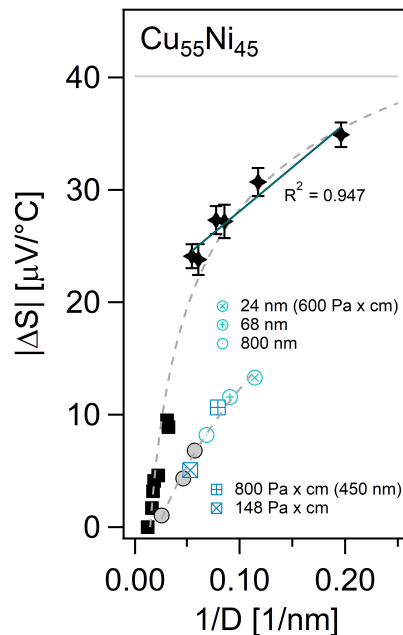 Cu₅₅Ni₄₅
40
30
20
10
0
|ΔS| [μV/°C]
R² = 0.947
24 nm (600 Pa x cm)
68 nm
800 nm
800 Pa x cm (450 nm)
148 Pa x cm
0.00
0.10
0.20
1/D [1/nm]